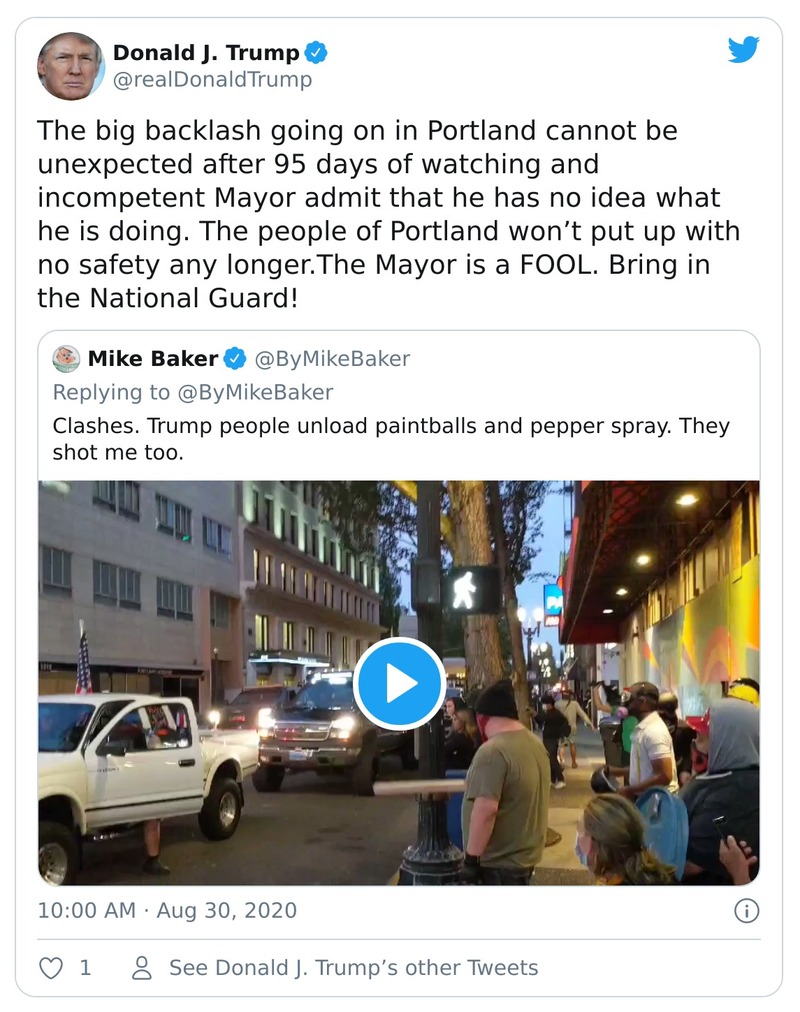 Donald J. Trump
@realDonaldTrump
The big backlash going on in Portland cannot be
unexpected after 95 days of watching and
incompetent Mayor admit that he has no idea what
he is doing. The people of Portland won’t put up with
no safety any longer.The Mayor is a FOOL. Bring in
the National Guard!
Mike Baker @ByMikeBaker
Replying to @ByMikeBaker
Clashes. Trump people unload paintballs and pepper spray. They
shot me too.
10:00 AM · Aug 30, 2020
1 See Donald J. Trump’s other Tweets